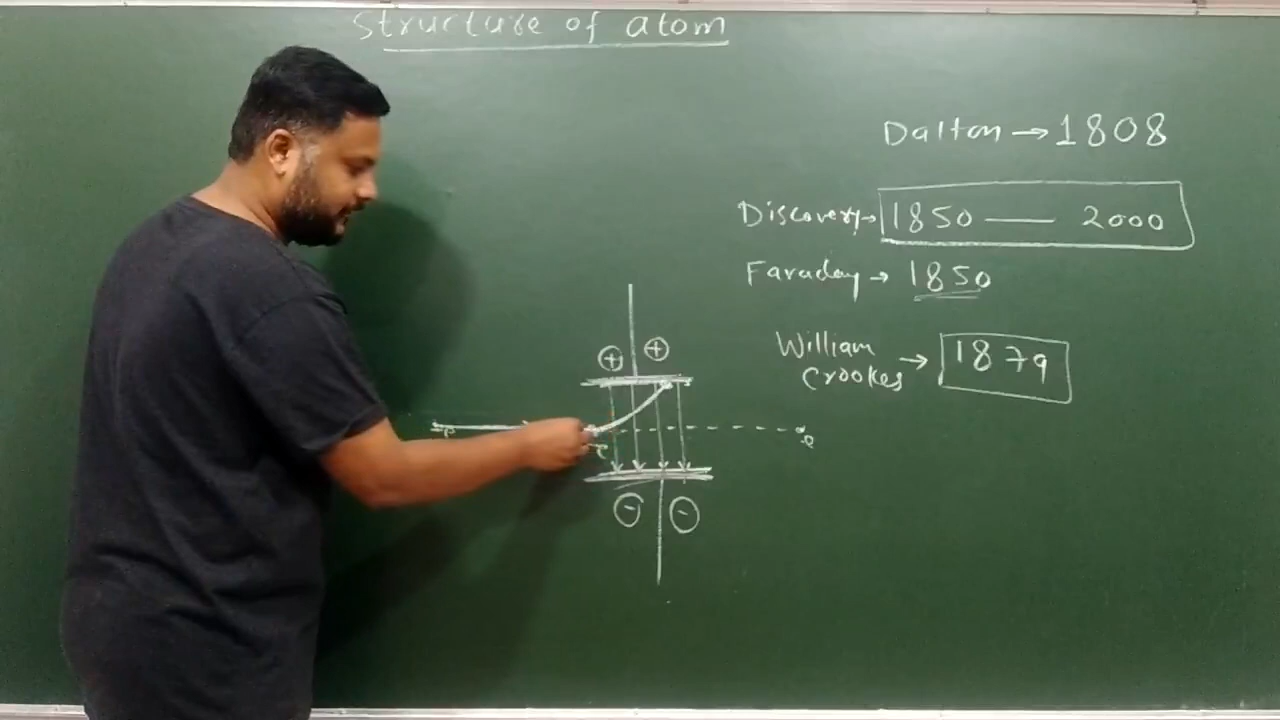 Structure of atom
Dalton → 1808
Discovery → 1850 — 2000
Faraday → 1850
William
Crookes → 1879
+ +
P
- -